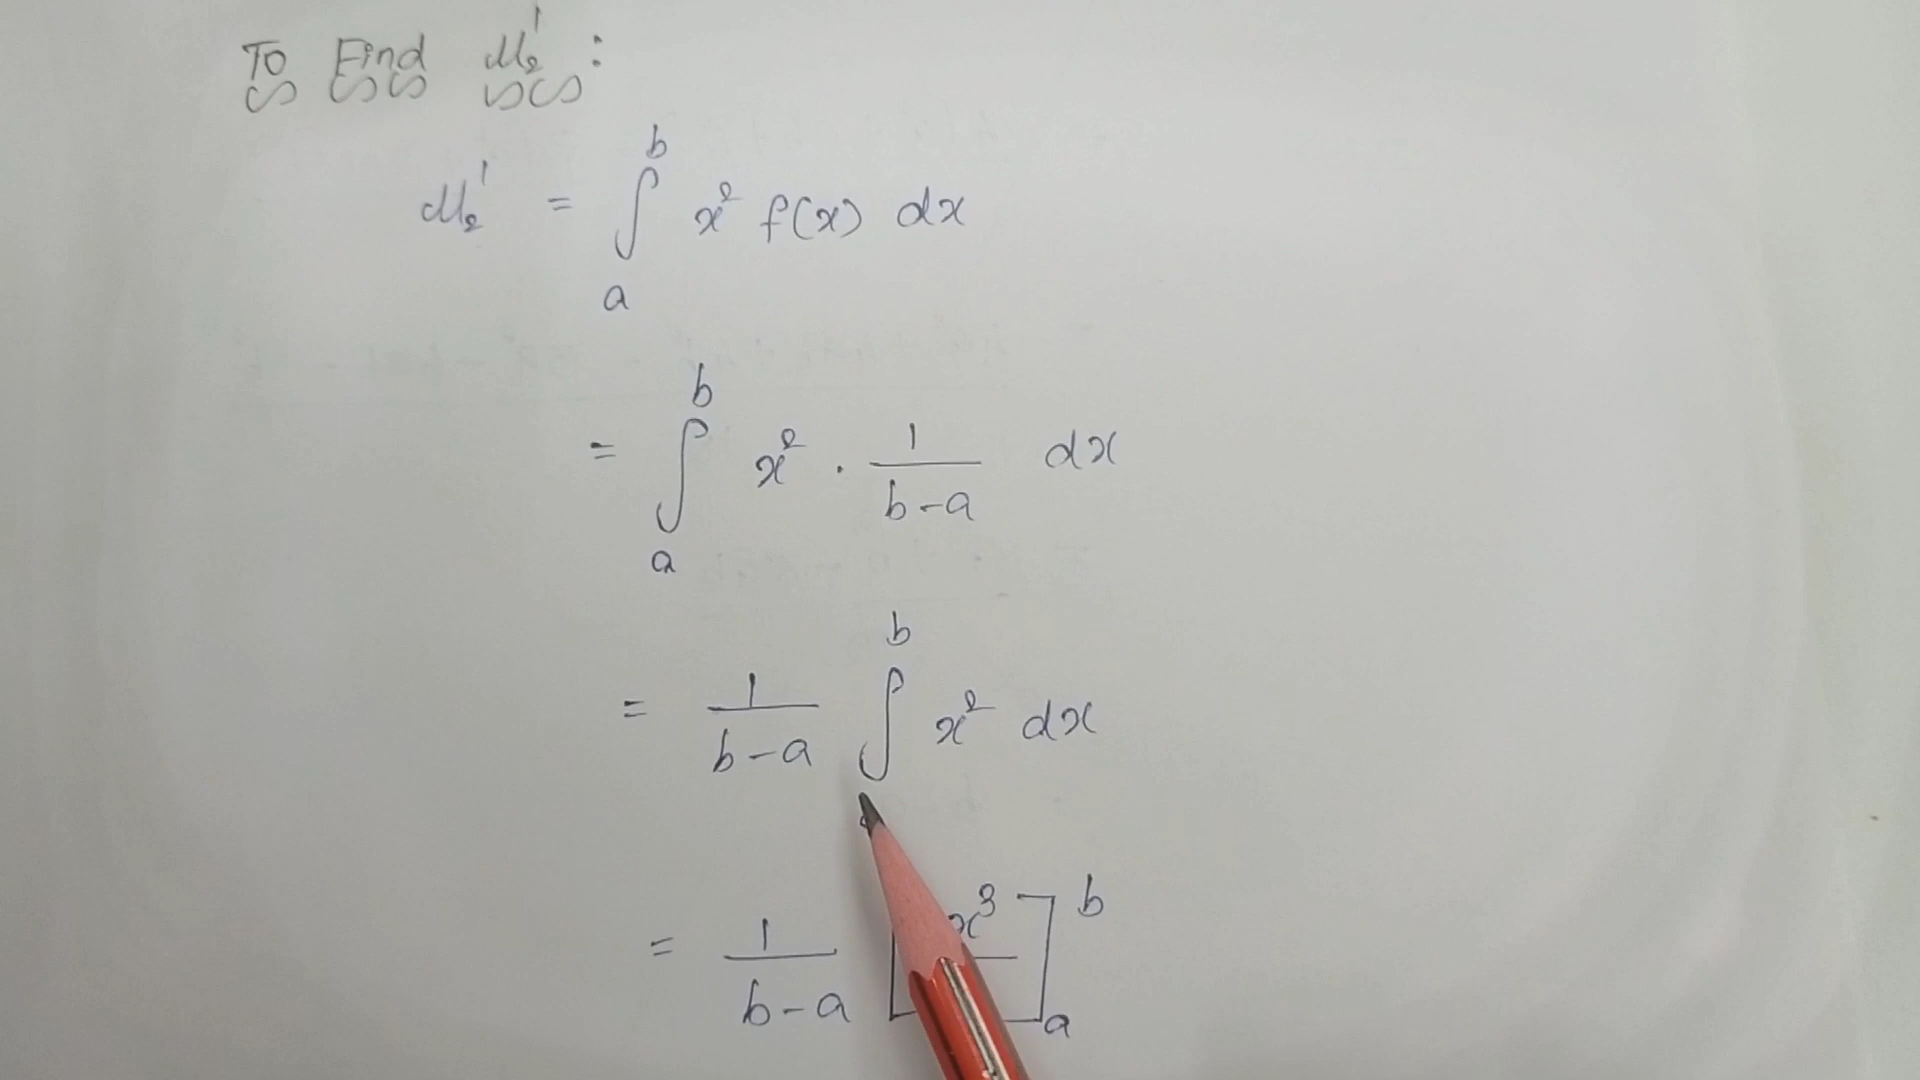 To Find μ₂' :
μ₂' = ∫ₐᵇ x² f(x) dx
= ∫ₐᵇ x² · 1/(b-a) dx
= 1/(b-a) ∫ᵇ x² dx
= 1/(b-a) [x³/ ]ₐᵇ